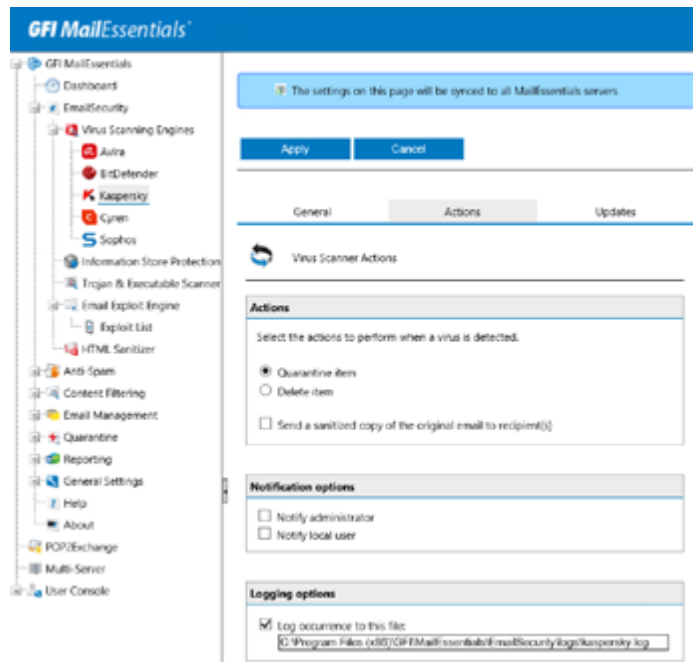 GFI MailEssentials
GFI MailEssentials
Dashboard
EmailSecurity
Virus Scanning Engines
Avira
BitDefender
Kaspersky
Cyren
Sophos
Information Store Protection
Trojan & Executable Scanner
Email Exploit Engine
Exploit List
HTML Sanitizer
Anti-Spam
Content Filtering
Email Management
Quarantine
Reporting
General Settings
Help
About
POP2Exchange
Multi-Server
User Console
The settings on this page will be synced to all MailEssentials servers
Apply Cancel
General Actions Updates
Virus Scanner Actions
Actions
Select the actions to perform when a virus is detected.
Quarantine item
Delete item
Send a sanitized copy of the original email to recipient(s)
Notification options
Notify administrator
Notify local user
Logging options
Log occurrence to this file:
C:\Program Files (x86)\GFI\MailEssentials\EmailSecurity\logs\kaspersky.log